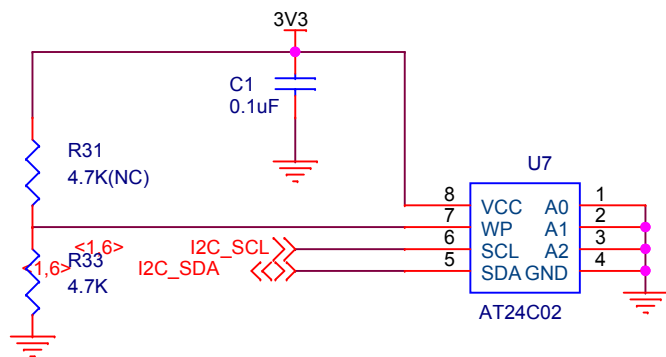 3V3
C1
0.1uF
R31
4.7K(NC)
U7
8 VCC A0 1
7 WP A1 2
6 SCL A2 3
5 SDA GND 4
<1,6>
I2C_SCL
<1,6>
R33
I2C_SDA
4.7K
AT24C02